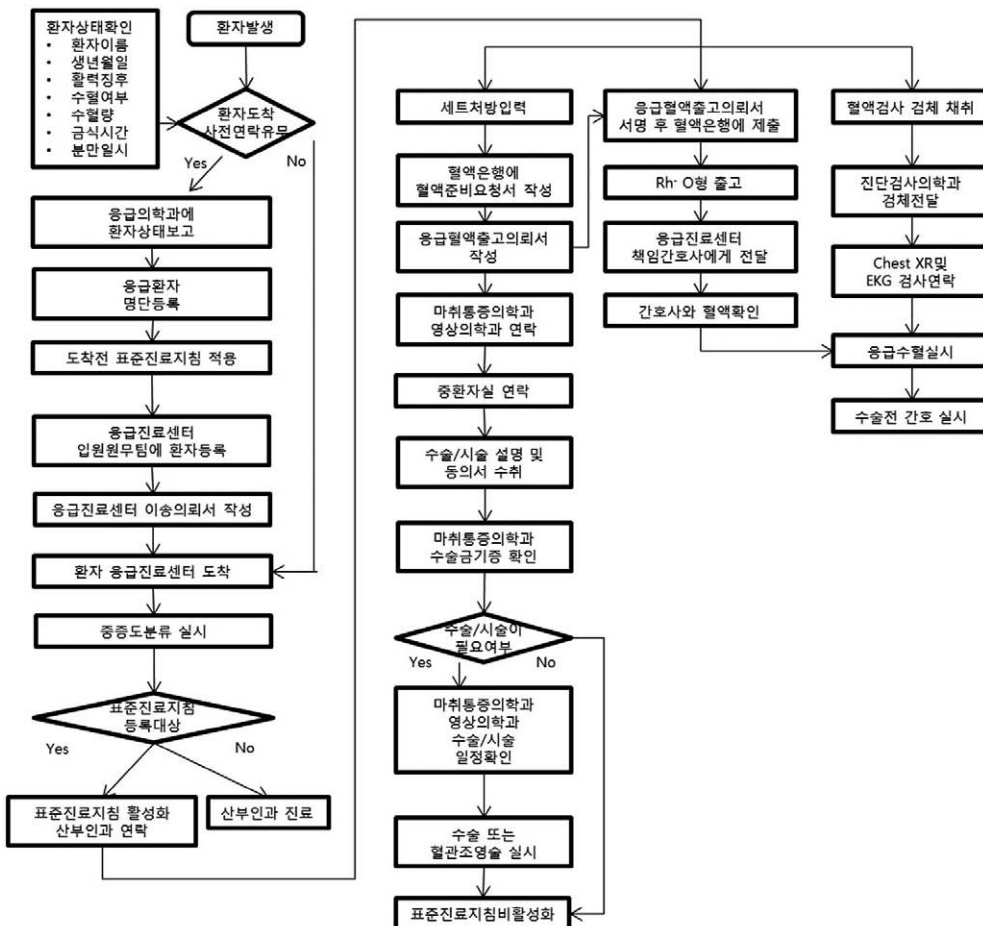 환자상태확인
• 환자이름
• 생년월일
• 활력징후
• 수혈여부
• 수혈량
• 금식시간
• 분만일시
환자발생
환자도착
사전연락유무
Yes
No
응급의학과에
환자상태보고
응급환자
명단등록
도착전 표준진료지침 적용
응급진료센터
입원원무팀에 환자등록
응급진료센터 이송의뢰서 작성
환자 응급진료센터 도착
중증도분류 실시
표준진료지침
등록대상
Yes
No
표준진료지침 활성화
산부인과 연락
산부인과 진료
세트처방입력
혈액은행에
혈액준비요청서 작성
응급혈액출고의뢰서
작성
마취통증의학과
영상의학과 연락
중환자실 연락
수술/시술 설명 및
동의서 수취
마취통증의학과
수술금기증 확인
수술/시술이
필요여부
Yes
No
마취통증의학과
영상의학과
수술/시술
일정확인
수술 또는
혈관조영술 실시
표준진료지침비활성화
응급혈액출고의뢰서
서명 후 혈액은행에 제출
Rh- O형 출고
응급진료센터
책임간호사에게 전달
간호사와 혈액확인
혈액검사 검체 채취
진단검사의학과
검체전달
Chest XR및
EKG 검사연락
응급수혈실시
수술전 간호 실시